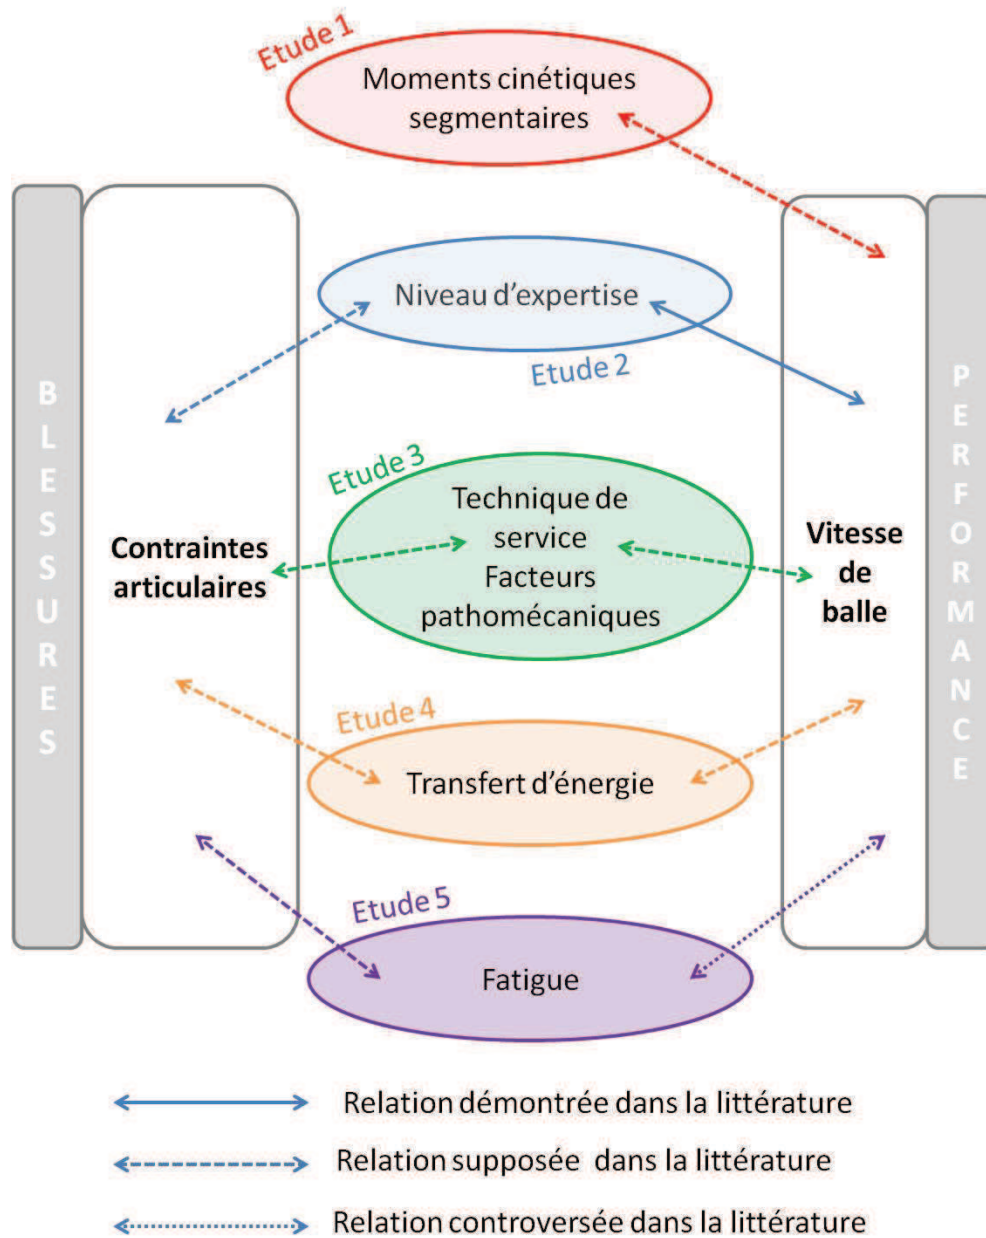 Etude 1
Moments cinétiques
segmentaires
Niveau d’expertise
Etude 2
BLESSURES
PERFORMANCE
Etude 3
Technique de
service
Facteurs
pathomécaniques
Contraintes
articulaires
Vitesse
de
balle
Etude 4
Transfert d’énergie
Etude 5
Fatigue
Relation démontrée dans la littérature
Relation supposée dans la littérature
Relation controversée dans la littérature